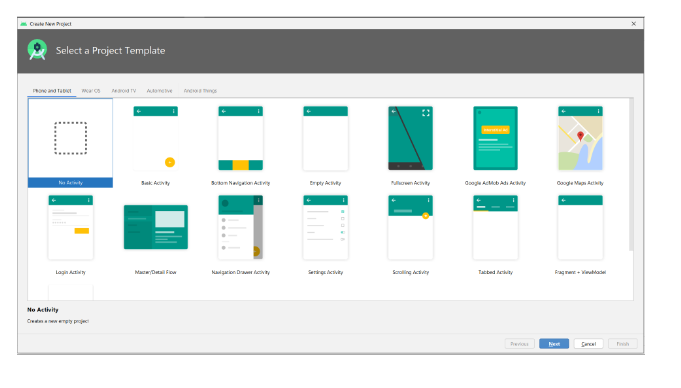 Create New Project
Select a Project Template
Phone and Tablet Wear OS Android TV Automotive Android Things
No Activity Basic Activity Bottom Navigation Activity Empty Activity Fullscreen Activity Google AdMob Ads Activity Google Maps Activity
Login Activity Master/Detail Flow Navigation Drawer Activity Settings Activity Scrolling Activity Tabbed Activity Fragment + ViewModel
No Activity
Creates a new empty project
Previous Next Cancel Finish